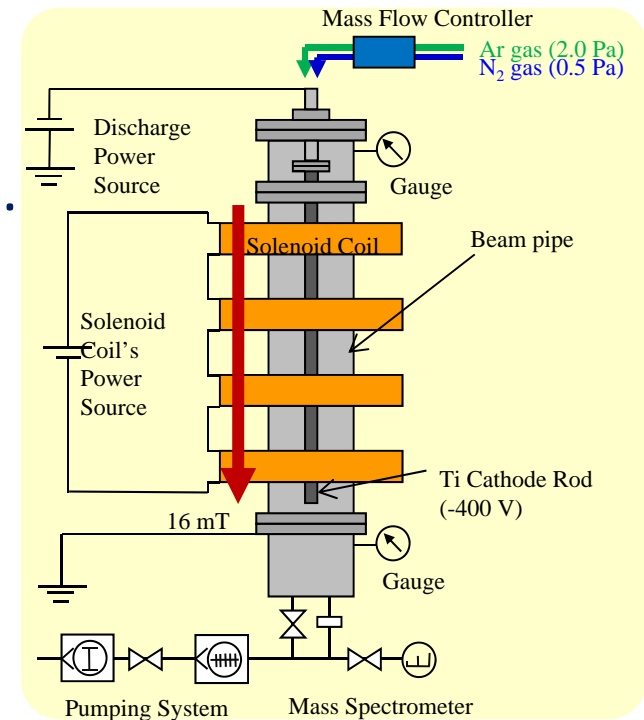 Mass Flow Controller
Ar gas (2.0 Pa)
N₂ gas (0.5 Pa)
Discharge
Power
Source
Gauge
Solenoid Coil
Beam pipe
Solenoid
Coil's
Power
Source
Ti Cathode Rod
(-400 V)
16 mT
Gauge
Pumping System
Mass Spectrometer